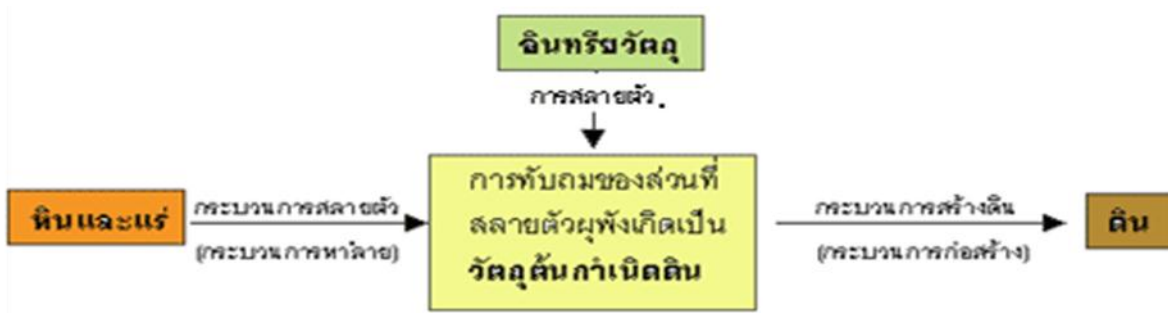 อินทรียวัตถุ
การสลายตัว
หินและแร่
กระบวนการสลายตัว
(กระบวนการทำลาย)
การทับถมของส่วนที่
สลายตัวผุพังเกิดเป็น
วัตถุต้นกำเนิดดิน
กระบวนการสร้างดิน
(กระบวนการก่อสร้าง)
ดิน